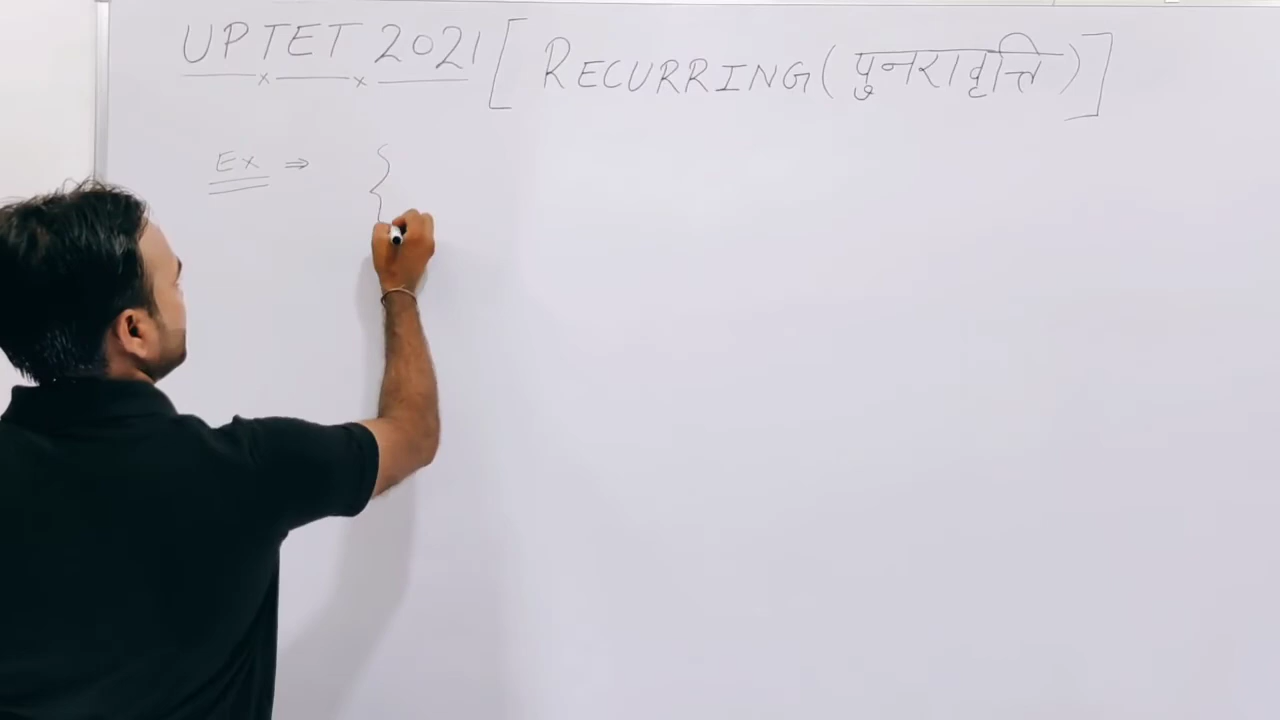 UPTET 2021 [ RECURRING (पुनरावृत्ति) ]
Ex ⇒ {